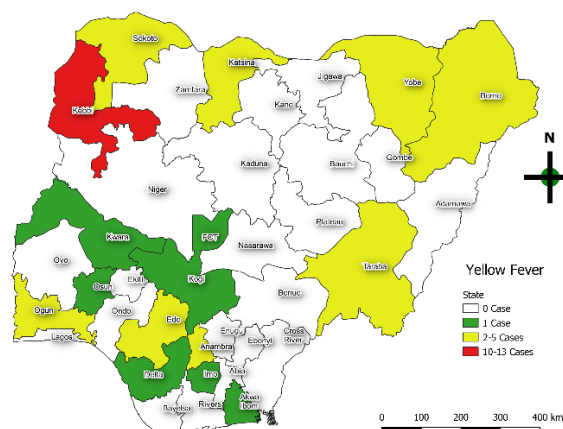 Sokoto
Katsina
Jigawa
Yobe
Borno
Zamfara
Kano
Kebbi
Kaduna
Bauchi
Gombe
N
Niger
Adamawa
Plateau
FCT
Kwara
Nasarawa
Taraba
Oyo
Kogi
Osun
Ekiti
Benue
Ogun
Ondo
Edo
Lagos
Enugu
Anambra
Ebonyi
Cross
River
Delta
Imo
Abia
Akwa
Ibom
Bayelsa
Rivers
Yellow Fever
State
0 Case
1 Case
2-5 Cases
10-13 Cases
0 100 200 300 400 km